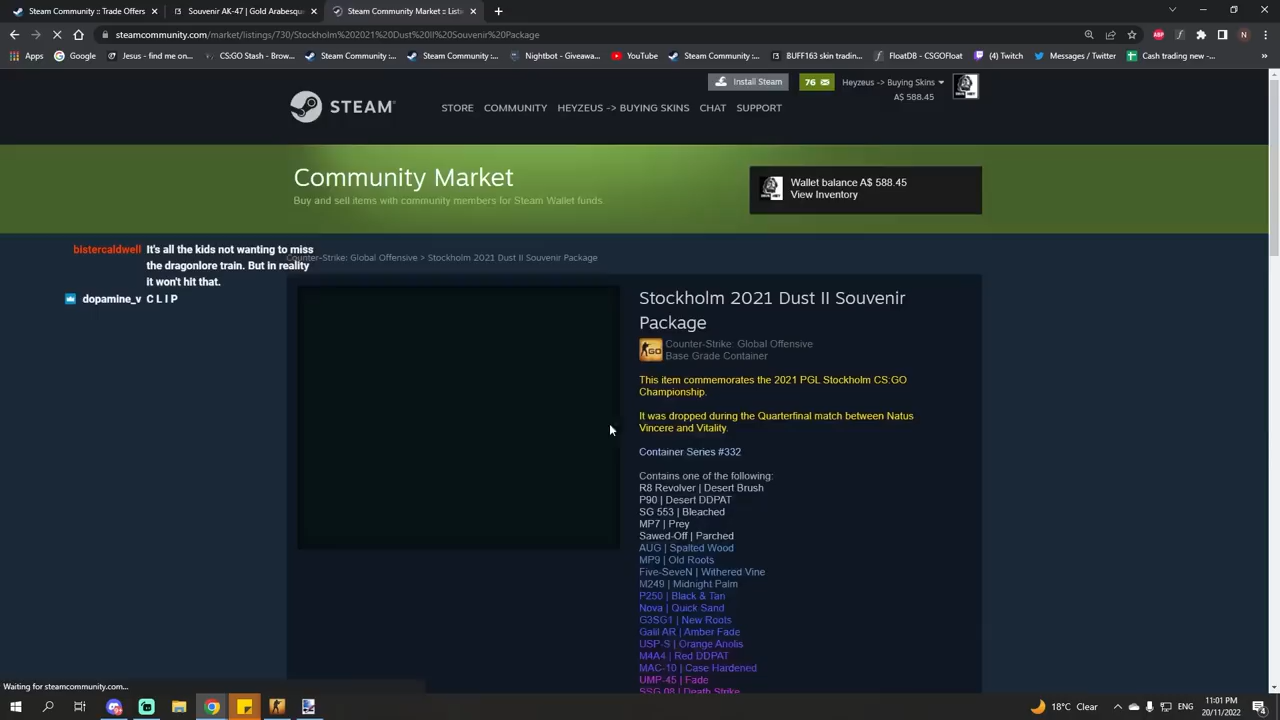 Steam Community :: Trade Offers
Souvenir AK-47 | Gold Arabesqu
Steam Community Market :: Liste
steamcommunity.com/market/listings/730/Stockholm%202021%20Dust%20II%20Souvenir%20Package
Apps
Google
Jesus - find me on...
CS:GO Stash - Brow...
Steam Community ::...
Steam Community ::...
Nightbot - Giveawa...
YouTube
Steam Community ::...
BUFF163 skin tradin...
FloatDB - CSGOFloat
(4) Twitch
Messages / Twitter
Cash trading new -...
Install Steam
76
Heyzeus -> Buying Skins
A$ 588.45
STEAM
STORE
COMMUNITY
HEYZEUS -> BUYING SKINS
CHAT
SUPPORT
Community Market
Buy and sell items with community members for Steam Wallet funds
Wallet balance A$ 588.45
View Inventory
bistercaldwell It's all the kids not wanting to miss
the dragonlore train. But in reality
it won't hit that.
dopamine_v C L I P
Counter-Strike: Global Offensive > Stockholm 2021 Dust II Souvenir Package
Stockholm 2021 Dust II Souvenir
Package
GO
Counter-Strike: Global Offensive
Base Grade Container
This item commemorates the 2021 PGL Stockholm CS:GO
Championship.
It was dropped during the Quarterfinal match between Natus
Vincere and Vitality.
Container Series #332
Contains one of the following:
R8 Revolver | Desert Brush
P90 | Desert DDPAT
SG 553 | Bleached
MP7 | Prey
Sawed-Off | Parched
AUG | Spalted Wood
MP9 | Old Roots
Five-SeveN | Withered Vine
M249 | Midnight Palm
P250 | Black & Tan
Nova | Quick Sand
G3SG1 | New Roots
Galil AR | Amber Fade
USP-S | Orange Anolis
M4A4 | Red DDPAT
MAC-10 | Case Hardened
UMP-45 | Fade
SSG 08 | Death Strike
Waiting for steamcommunity.com...
18°C Clear
ENG
11:01 PM
20/11/2022